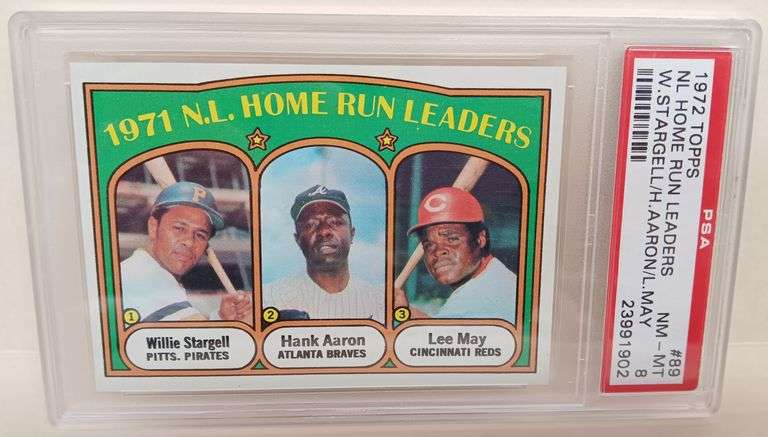 1971 N.L. HOME RUN LEADERS
P
A
C
1
2
3
Willie Stargell
PITTS. PIRATES
Hank Aaron
ATLANTA BRAVES
Lee May
CINCINNATI REDS
PSA
1972 TOPPS #89
NL HOME RUN LEADERS NM – MT
W.STARGELL/H.AARON/L.MAY 8
23991902